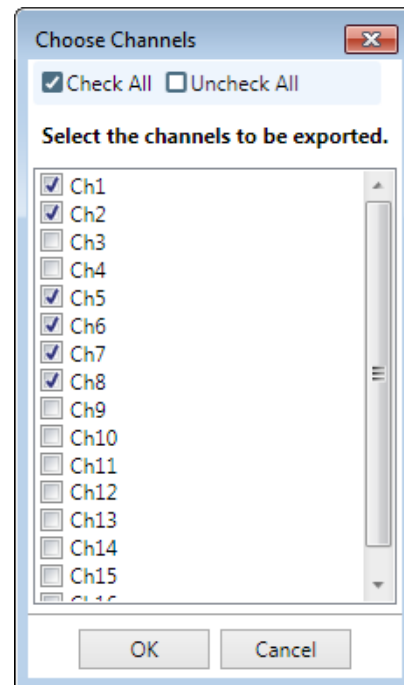 Choose Channels
Check All Uncheck All
Select the channels to be exported.
Ch1
Ch2
Ch3
Ch4
Ch5
Ch6
Ch7
Ch8
Ch9
Ch10
Ch11
Ch12
Ch13
Ch14
Ch15
OK Cancel